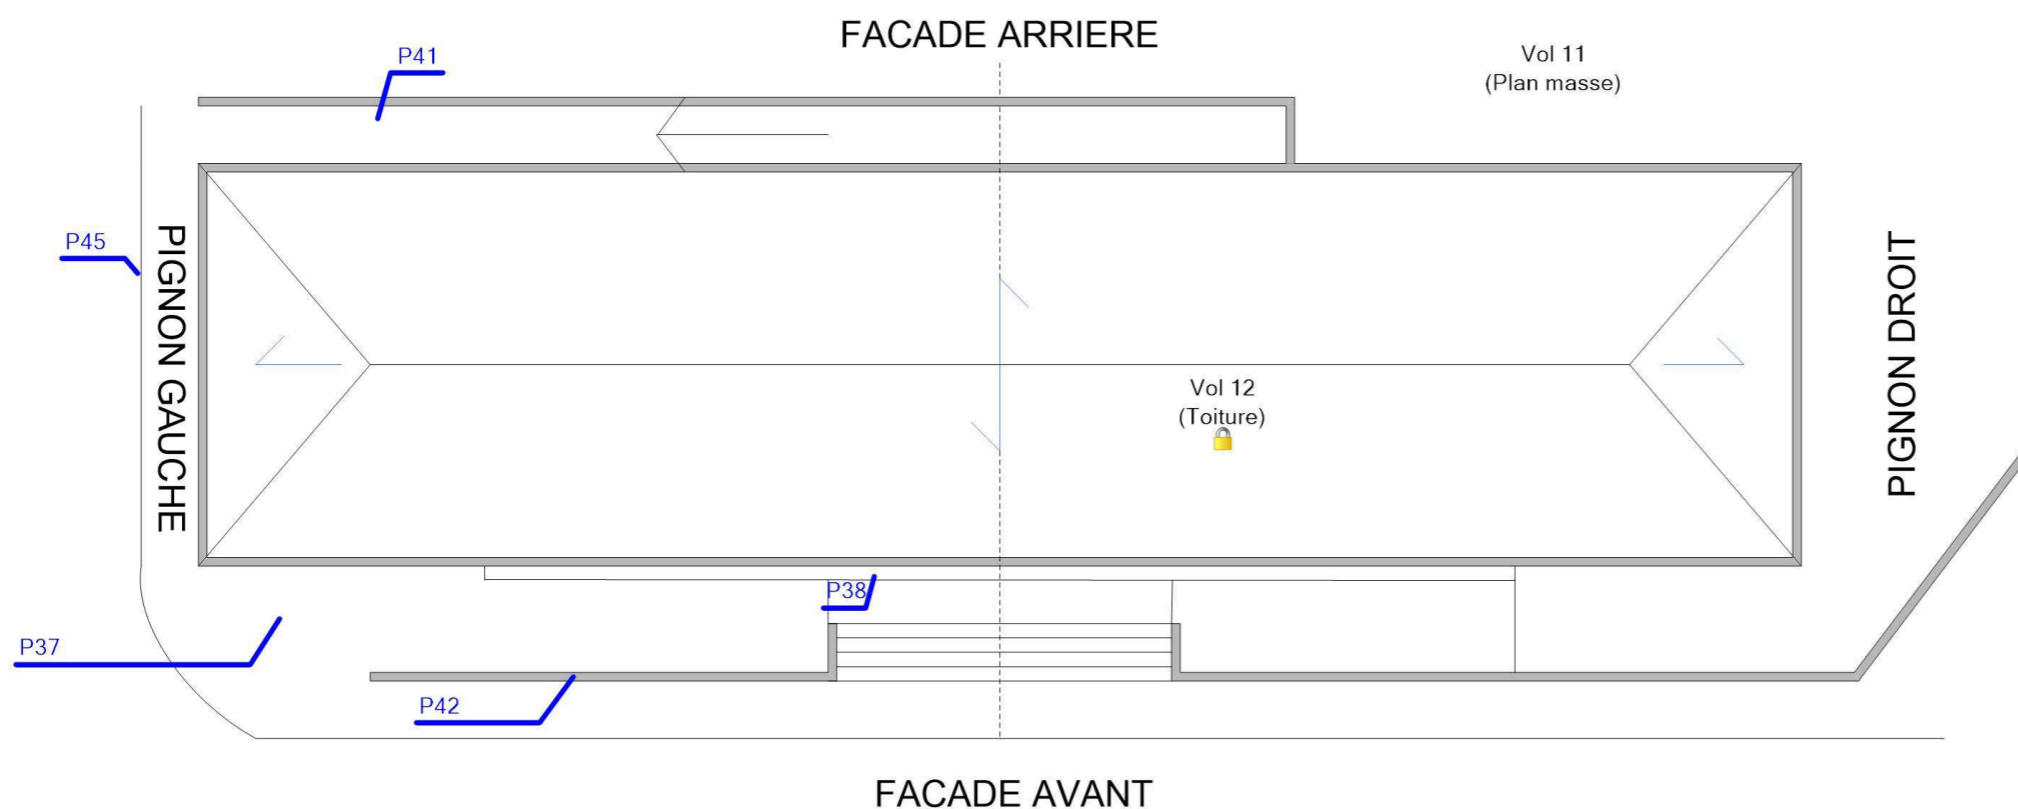 FACADE ARRIERE
P41
Vol 11
(Plan masse)
P45
PIGNON GAUCHE
PIGNON DROIT
Vol 12
(Toiture)
P38
P37
P42
FACADE AVANT